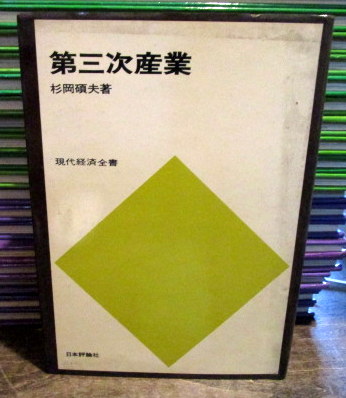 第三次産業
杉岡碩夫著
現代経済全書
日本評論社